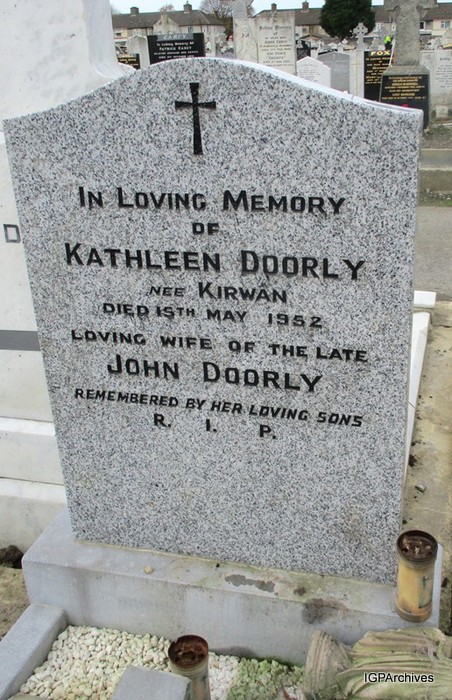 IN LOVING MEMORY
OF
KATHLEEN DOORLY
NEE KIRWAN
DIED 15TH MAY 1952
LOVING WIFE OF THE LATE
JOHN DOORLY
REMEMBERED BY HER LOVING SONS
R. I. P.
D
FOX
IGPArchives